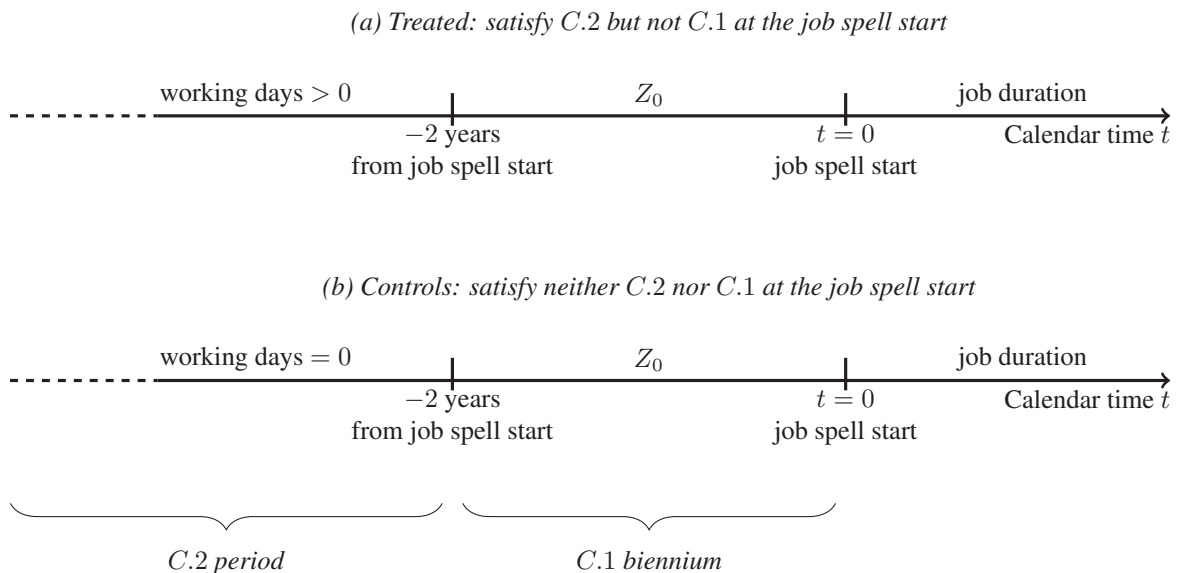 (a) Treated: satisfy C.2 but not C.1 at the job spell start
working days > 0 Z₀ job duration
−2 years t = 0 Calendar time t
from job spell start job spell start
(b) Controls: satisfy neither C.2 nor C.1 at the job spell start
working days = 0 Z₀ job duration
−2 years t = 0 Calendar time t
from job spell start job spell start
C.2 period C.1 biennium